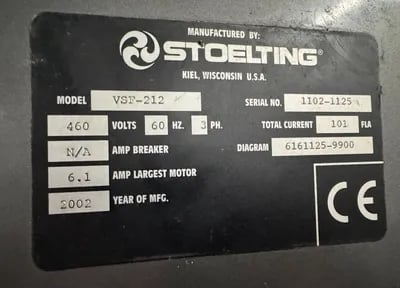 MANUFACTURED BY:
STOELTING®
KIEL, WISCONSIN U.S.A.
MODEL VSF-212 SERIAL NO. 1102-1125
460 VOLTS 60 HZ. 3 PH. TOTAL CURRENT 101 FLA
N/A AMP BREAKER DIAGRAM 6161125-9900
6.1 AMP LARGEST MOTOR
2002 YEAR OF MFG.
CE